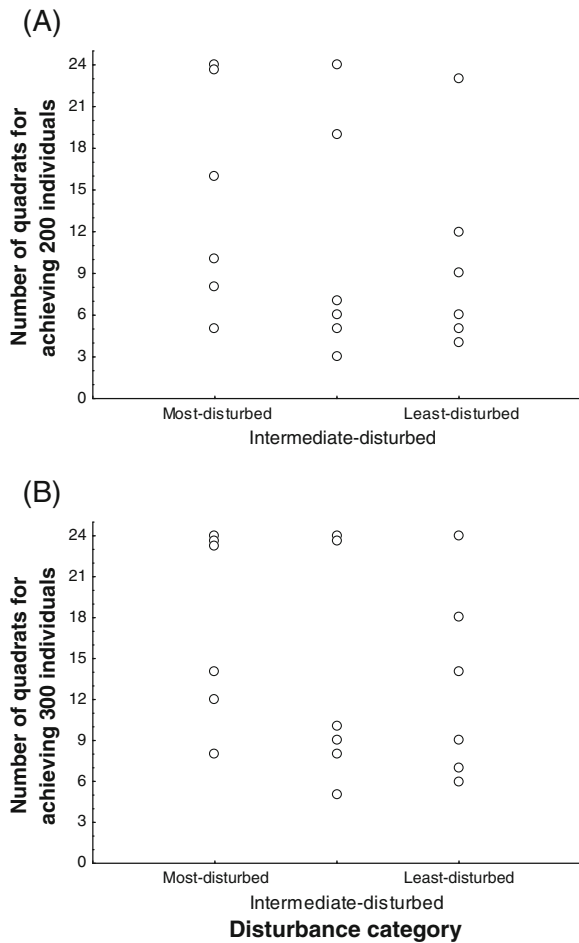 (A)
Number of quadrats for
achieving 200 individuals
24
21
18
15
12
9
6
3
0
Most-disturbed
Least-disturbed
Intermediate-disturbed
(B)
Number of quadrats for
achieving 300 individuals
24
21
18
15
12
9
6
3
0
Most-disturbed
Least-disturbed
Intermediate-disturbed
Disturbance category